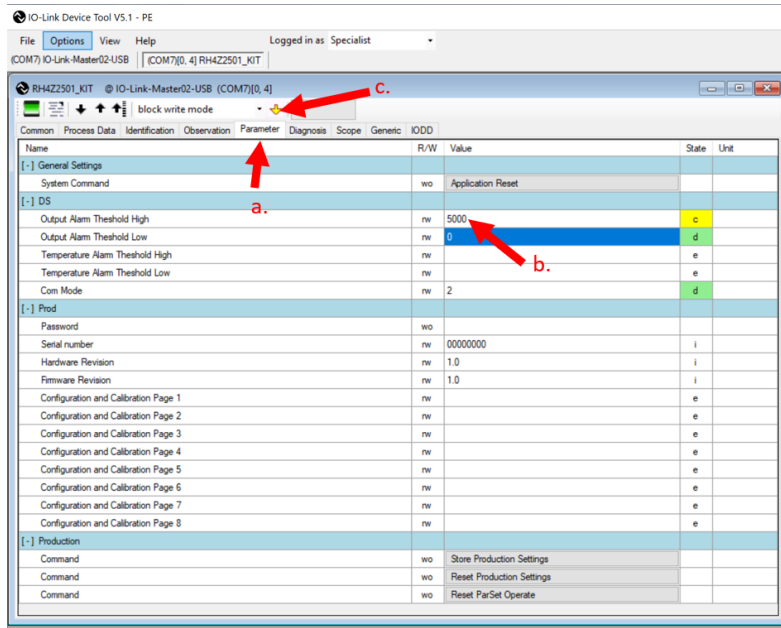 IO-Link Device Tool V5.1 - PE
File Options View Help Logged in as Specialist
(COM7) IO-Link-Master02-USB (COM7)[0, 4] RH4Z2501_KIT
RH4Z2501_KIT @ IO-Link-Master02-USB (COM7)[0, 4]
c.
block write mode
Common Process Data Identification Observation Parameter Diagnosis Scope Generic IODD
Name R/W Value State Unit
[-] General Settings
System Command wo Application Reset
a.
[-] DS
Output Alarm Theshold High rw 5000 c
Output Alarm Theshold Low rw 0 d
b.
Temperature Alarm Theshold High rw e
Temperature Alarm Theshold Low rw e
Com Mode rw 2 d
[-] Prod
Password wo
Serial number rw 00000000 i
Hardware Revision rw 1.0 i
Firmware Revision rw 1.0 i
Configuration and Calibration Page 1 rw e
Configuration and Calibration Page 2 rw e
Configuration and Calibration Page 3 rw e
Configuration and Calibration Page 4 rw e
Configuration and Calibration Page 5 rw e
Configuration and Calibration Page 6 rw e
Configuration and Calibration Page 7 rw e
Configuration and Calibration Page 8 rw e
[-] Production
Command wo Store Production Settings
Command wo Reset Production Settings
Command wo Reset ParSet Operate